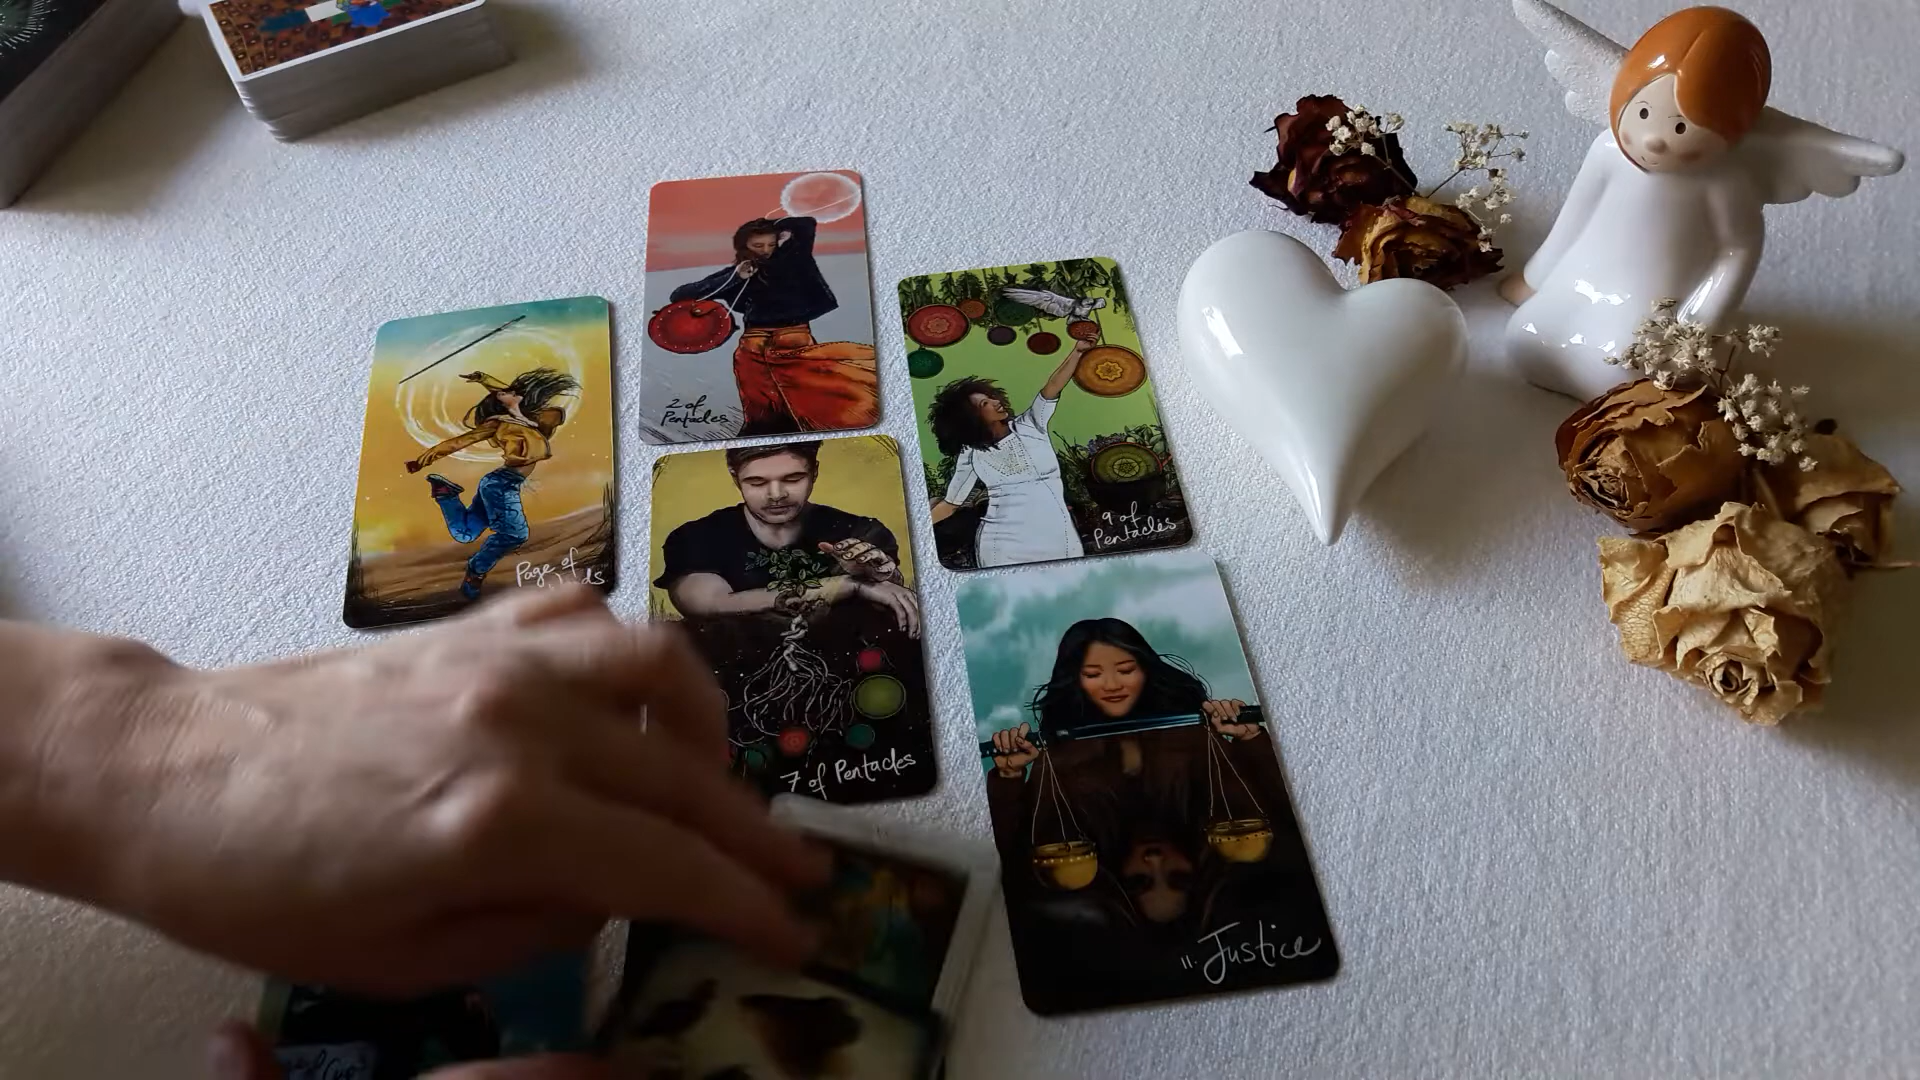 2 of
Pentacles
9 of
Pentacles
Page of
7 of Pentacles
11. Justice